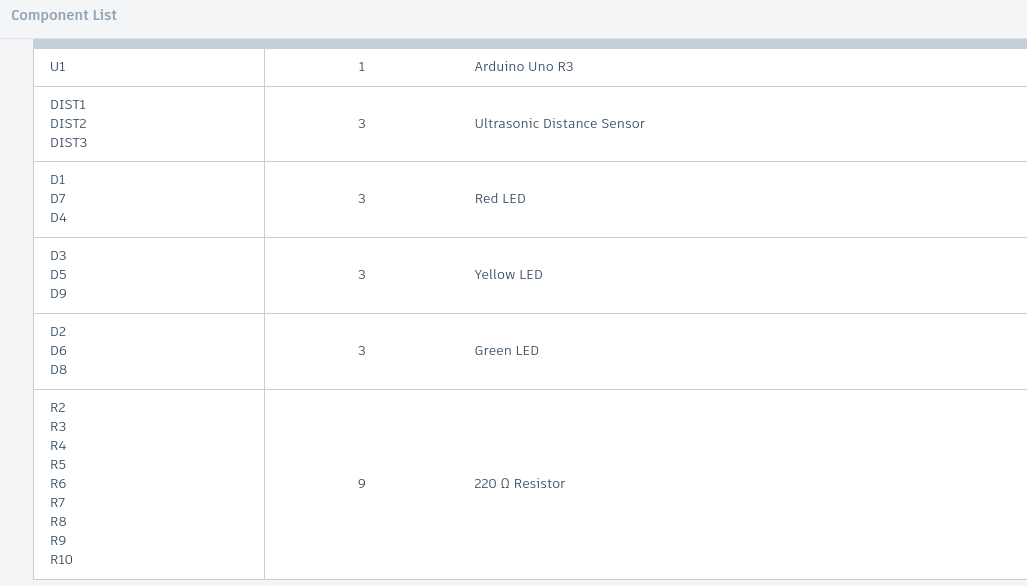 Component List
U1 1 Arduino Uno R3
DIST1
DIST2 3 Ultrasonic Distance Sensor
DIST3
D1
D7 3 Red LED
D4
D3
D5 3 Yellow LED
D9
D2
D6 3 Green LED
D8
R2
R3
R4
R5
R6 9 220 Ω Resistor
R7
R8
R9
R10